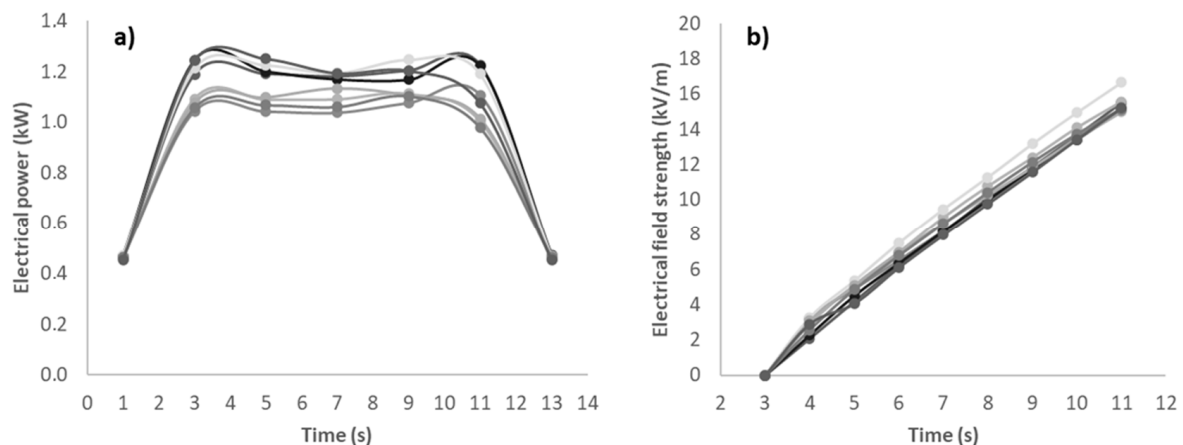 a)
Electrical power (kW)
1.4
1.2
1.0
0.8
0.6
0.4
0.2
0.0
0 1 2 3 4 5 6 7 8 9 10 11 12 13 14
Time (s)
b)
Electrical field strength (kV/m)
20
18
16
14
12
10
8
6
4
2
0
2 3 4 5 6 7 8 9 10 11 12
Time (s)